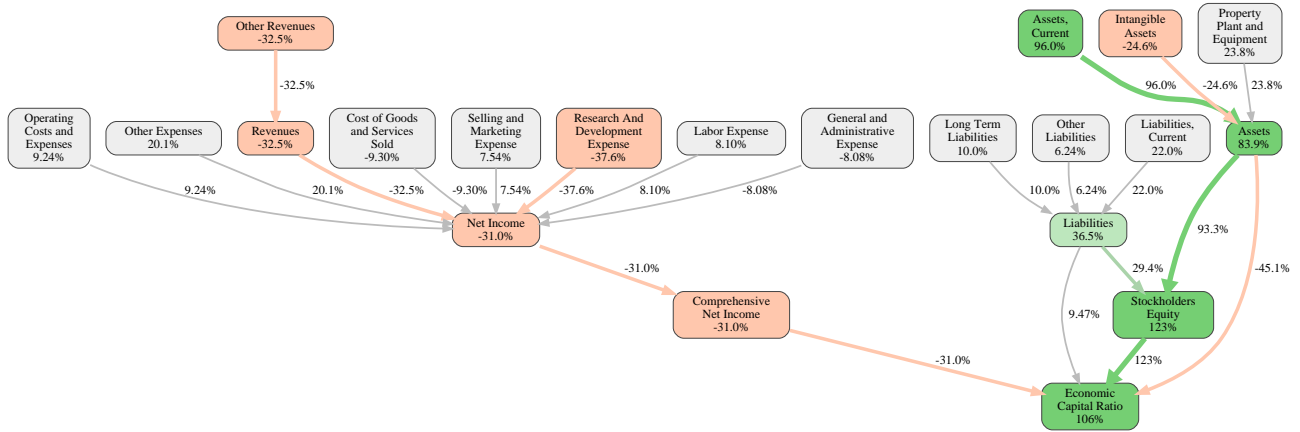 Other Revenues
-32.5%
Assets,
Current
96.0%
Intangible
Assets
-24.6%
Property
Plant and
Equipment
23.8%
-32.5%
96.0%
-24.6%
23.8%
Operating
Costs and
Expenses
9.24%
Other Expenses
20.1%
Revenues
-32.5%
Cost of Goods
and Services
Sold
-9.30%
Selling and
Marketing
Expense
7.54%
Research And
Development
Expense
-37.6%
Labor Expense
8.10%
General and
Administrative
Expense
-8.08%
Long Term
Liabilities
10.0%
Other
Liabilities
6.24%
Liabilities,
Current
22.0%
Assets
83.9%
9.24%
20.1%
-32.5%
-9.30%
7.54%
-37.6%
8.10%
-8.08%
10.0%
6.24%
22.0%
Net Income
-31.0%
Liabilities
36.5%
93.3%
-31.0%
29.4%
-45.1%
Comprehensive
Net Income
-31.0%
9.47%
Stockholders
Equity
123%
-31.0%
123%
Economic
Capital Ratio
106%